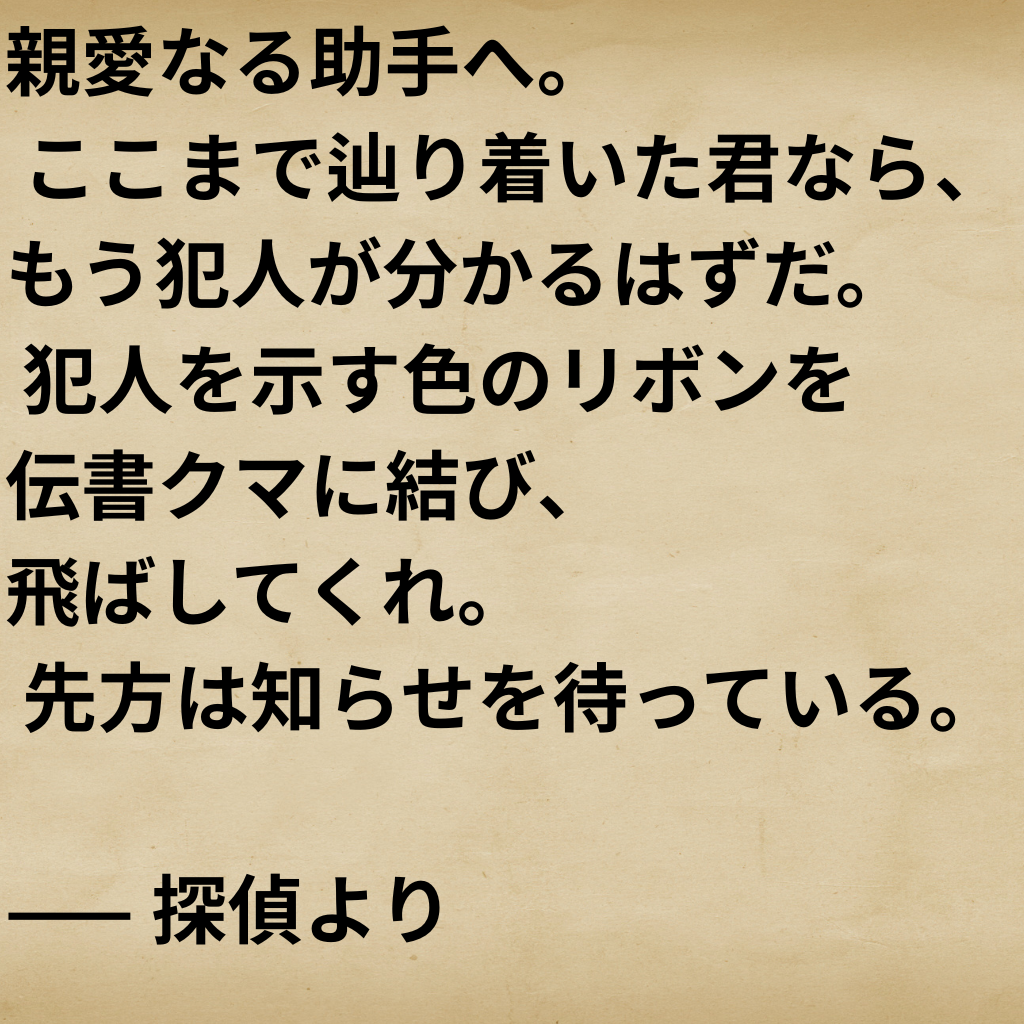 親愛なる助手へ。
ここまで辿り着いた君なら、
もう犯人が分かるはずだ。
犯人を示す色のリボンを
伝書クマに結び、
飛ばしてくれ。
先方は知らせを待っている。
—— 探偵より